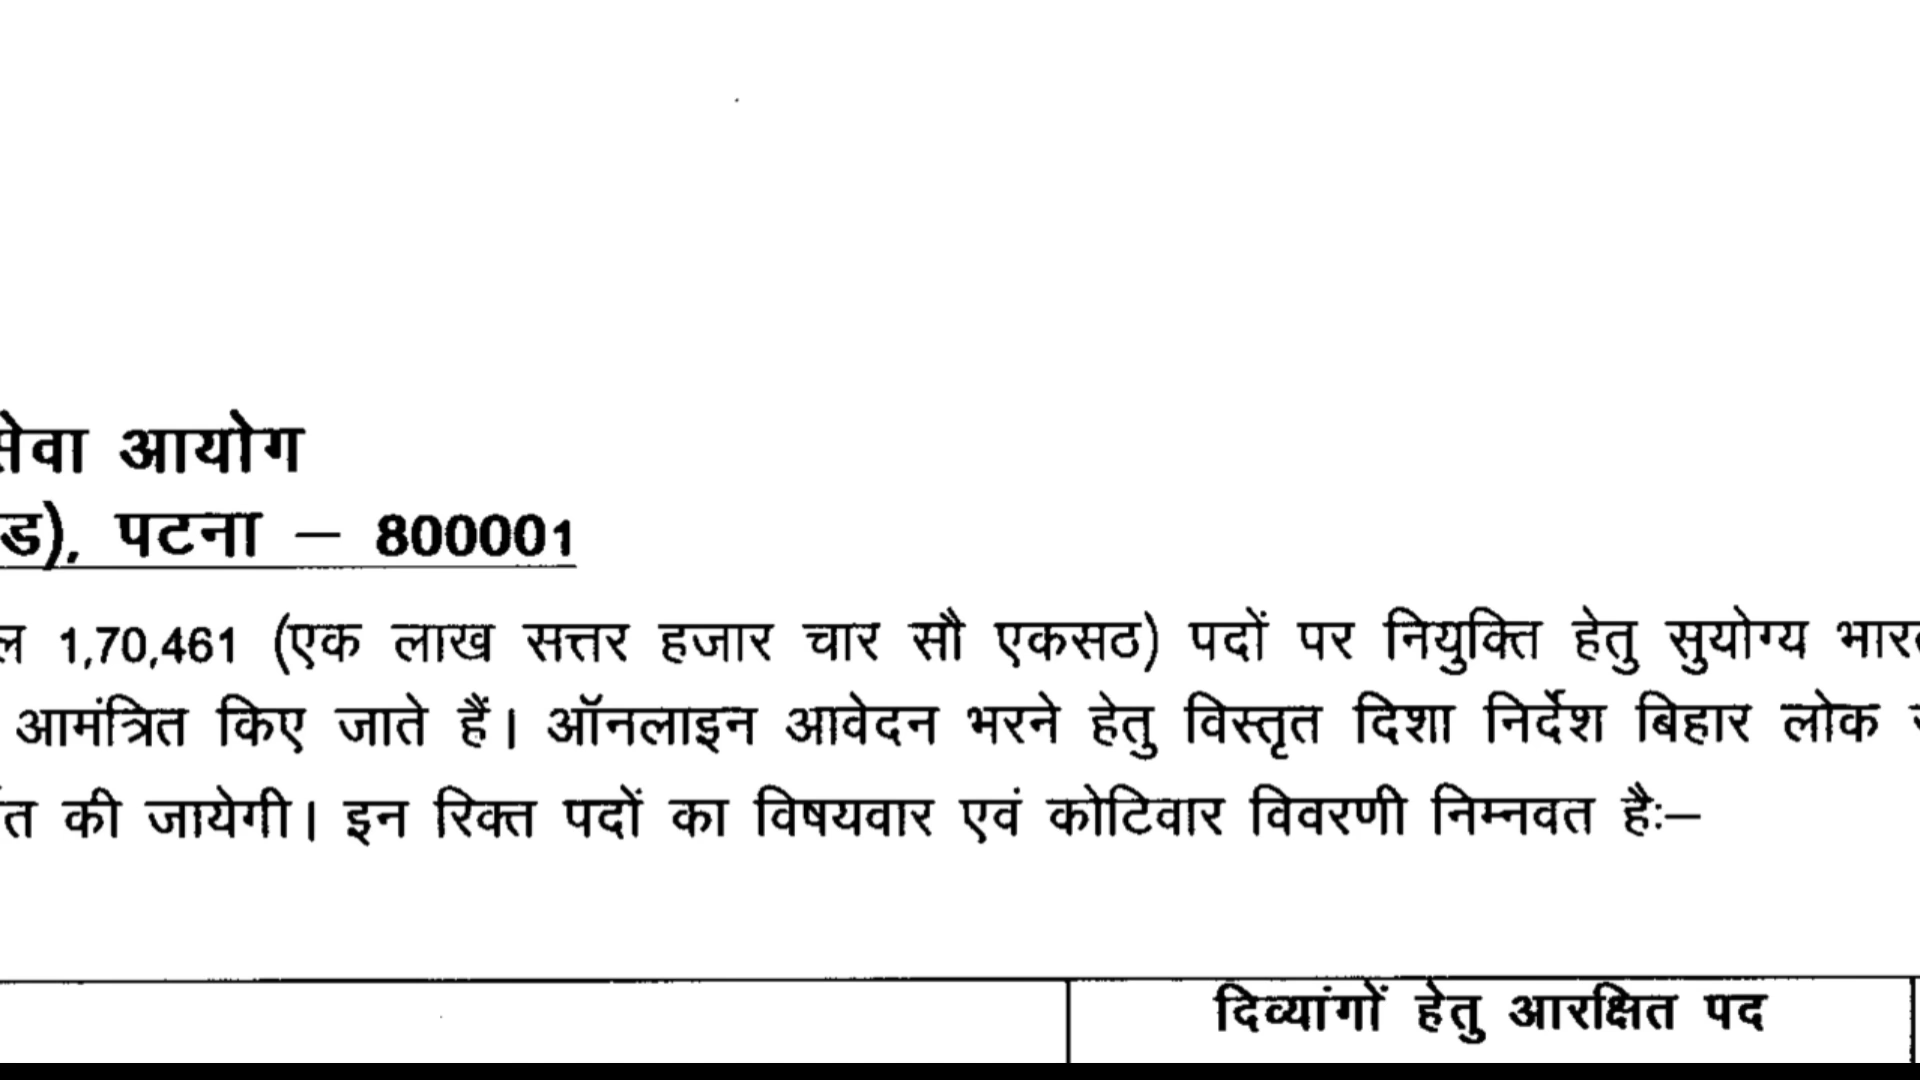 सेवा आयोग
ड), पटना – 800001
ल 1,70,461 (एक लाख सत्तर हजार चार सौ एकसठ) पदों पर नियुक्ति हेतु सुयोग्य
आमंत्रित किए जाते हैं। ऑनलाइन आवेदन भरने हेतु विस्तृत दिशा निर्देश बिहार लोक
की जायेगी। इन रिक्त पदों का विषयवार एवं कोटिवार विवरणी निम्नवत हैः–
दिव्यांगों हेतु आरक्षित पद